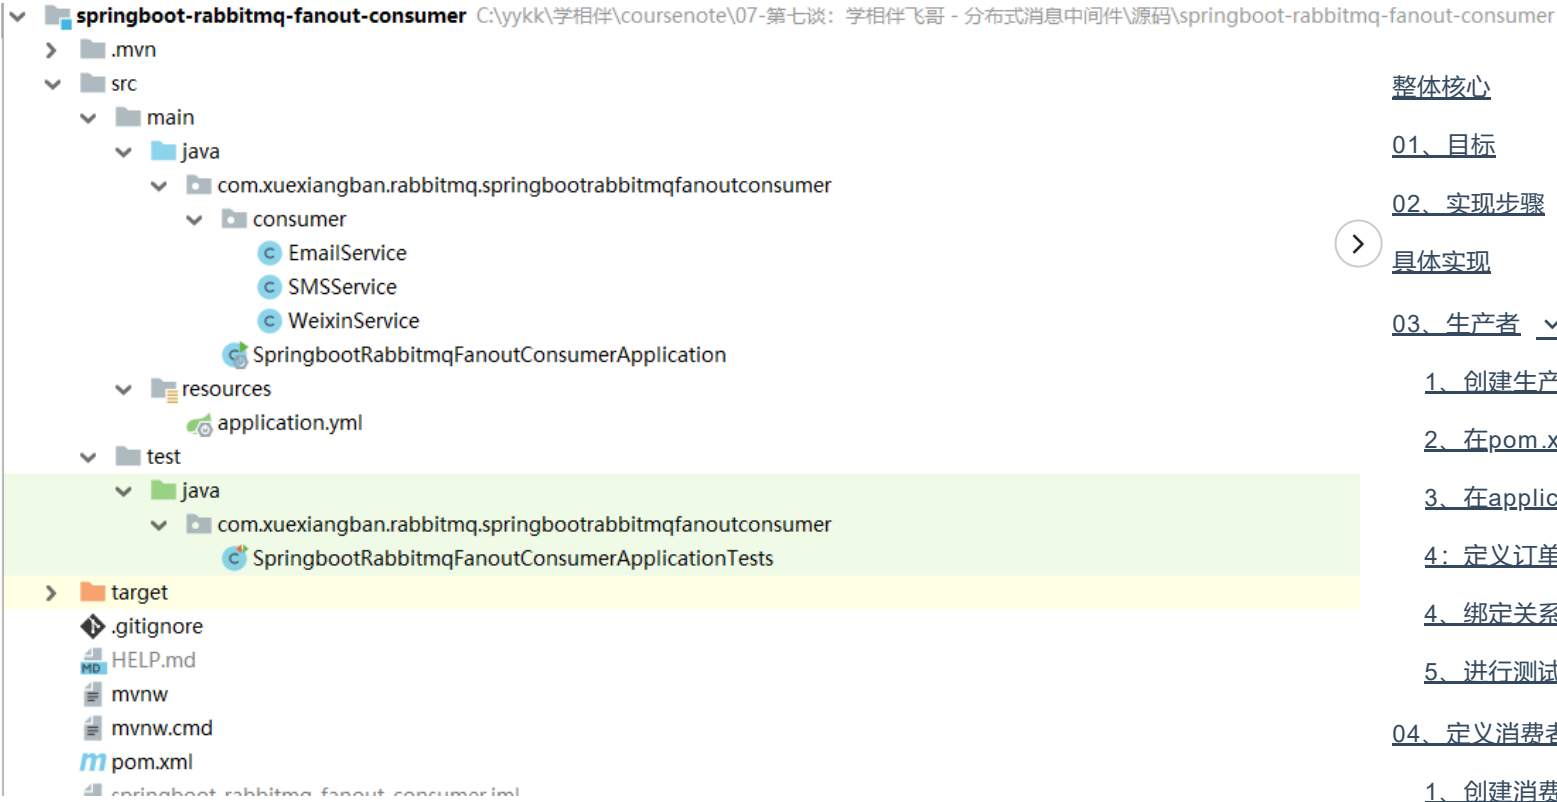 springboot-rabbitmq-fanout-consumer C:\yykk\学相伴\coursenote\07-第七谈：学相伴飞哥 - 分布式消息中间件\源码\springboot-rabbitmq-fanout-consumer
.mvn
src
main
java
com.xuexiangban.rabbitmq.springbootrabbitmqfanoutconsumer
consumer
EmailService
SMSService
WeixinService
SpringbootRabbitmqFanoutConsumerApplication
resources
application.yml
test
java
com.xuexiangban.rabbitmq.springbootrabbitmqfanoutconsumer
SpringbootRabbitmqFanoutConsumerApplicationTests
target
.gitignore
HELP.md
mvnw
mvnw.cmd
pom.xml
springboot-rabbitmq-fanout-consumer.iml
整体核心
01、目标
02、实现步骤
具体实现
03、生产者
1、创建生产
2、在pom.x
3、在applic
4：定义订单
4、绑定关系
5、进行测试
04、定义消费者
1、创建消费